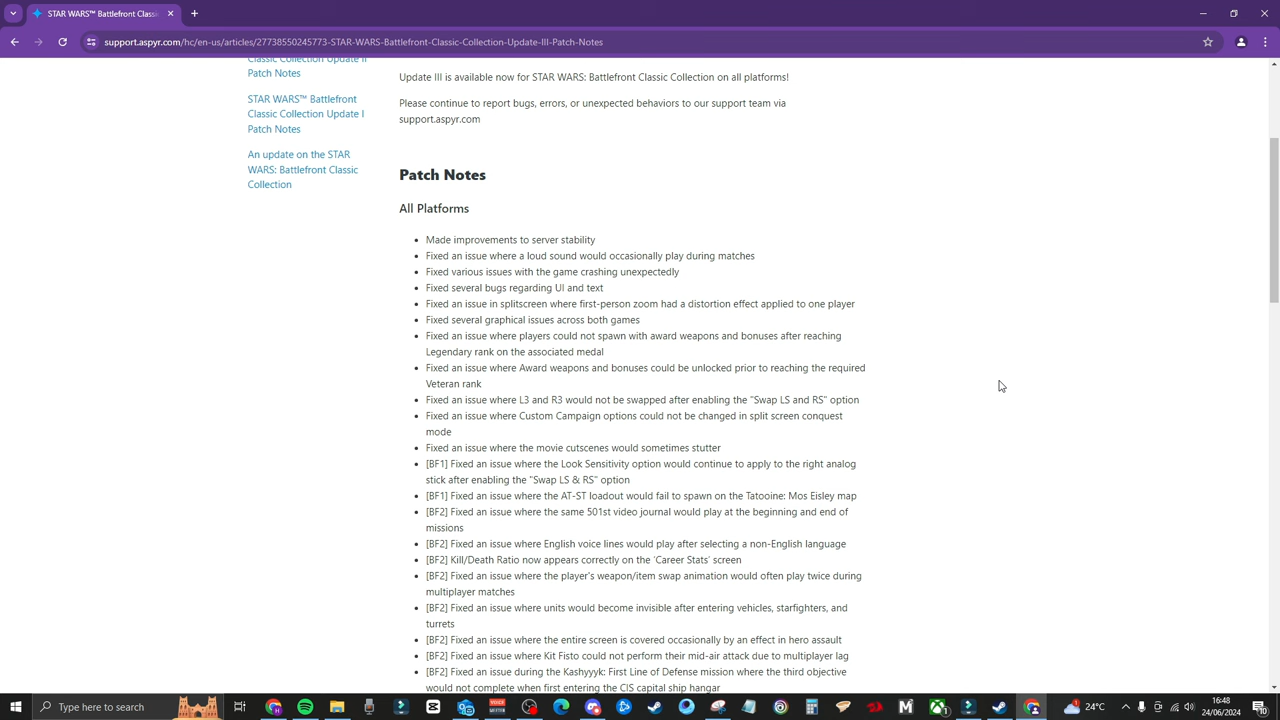 STAR WARS™ Battlefront Classic
support.aspyr.com/hc/en-us/articles/27738550245773-STAR-WARS-Battlefront-Classic-Collection-Update-III-Patch-Notes
Classic Collection Update II
Patch Notes
STAR WARS™ Battlefront
Classic Collection Update I
Patch Notes
An update on the STAR
WARS: Battlefront Classic
Collection
Update III is available now for STAR WARS: Battlefront Classic Collection on all platforms!
Please continue to report bugs, errors, or unexpected behaviors to our support team via
support.aspyr.com
Patch Notes
All Platforms
Made improvements to server stability
Fixed an issue where a loud sound would occasionally play during matches
Fixed various issues with the game crashing unexpectedly
Fixed several bugs regarding UI and text
Fixed an issue in splitscreen where first-person zoom had a distortion effect applied to one player
Fixed several graphical issues across both games
Fixed an issue where players could not spawn with award weapons and bonuses after reaching
Legendary rank on the associated medal
Fixed an issue where Award weapons and bonuses could be unlocked prior to reaching the required
Veteran rank
Fixed an issue where L3 and R3 would not be swapped after enabling the "Swap LS and RS" option
Fixed an issue where Custom Campaign options could not be changed in split screen conquest
mode
Fixed an issue where the movie cutscenes would sometimes stutter
[BF1] Fixed an issue where the Look Sensitivity option would continue to apply to the right analog
stick after enabling the "Swap LS & RS" option
[BF1] Fixed an issue where the AT-ST loadout would fail to spawn on the Tatooine: Mos Eisley map
[BF2] Fixed an issue where the same 501st video journal would play at the beginning and end of
missions
[BF2] Fixed an issue where English voice lines would play after selecting a non-English language
[BF2] Kill/Death Ratio now appears correctly on the 'Career Stats' screen
[BF2] Fixed an issue where the player's weapon/item swap animation would often play twice during
multiplayer matches
[BF2] Fixed an issue where units would become invisible after entering vehicles, starfighters, and
turrets
[BF2] Fixed an issue where the entire screen is covered occasionally by an effect in hero assault
[BF2] Fixed an issue where Kit Fisto could not perform their mid-air attack due to multiplayer lag
[BF2] Fixed an issue during the Kashyyyk: First Line of Defense mission where the third objective
would not complete when first entering the CIS capital ship hangar
Type here to search
24°C
16:48
24/06/2024